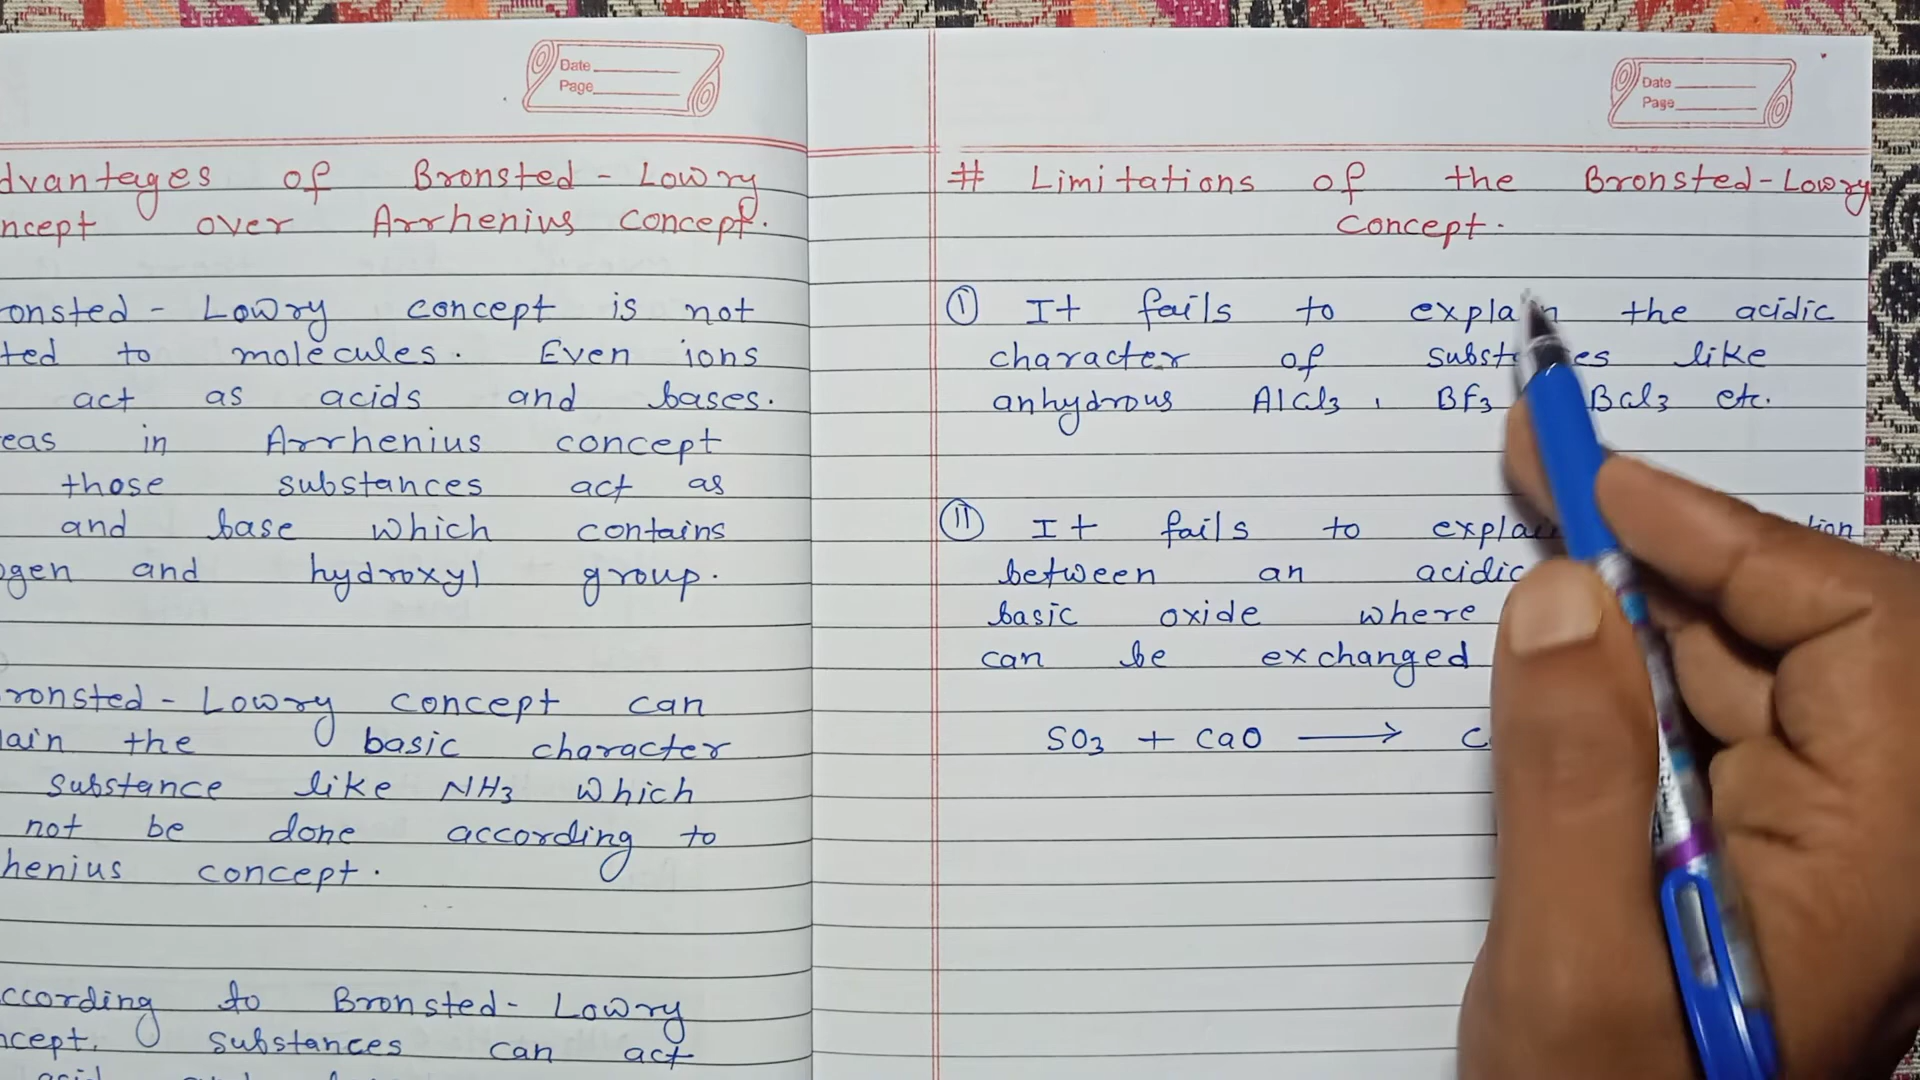 Date
Page
dvantages of Bronsted-Lowry
ncept over Arrhenius concept.
onsted-Lowry concept is not
ted to molecules. Even ions
act as acids and bases.
eas in Arrhenius concept
those substances act as
and base which contains
ogen and hydroxyl group.
ronsted-Lowry concept can
lain the basic character
substance like NH3 which
not be done according to
henius concept.
ccording to Bronsted-Lowry
ncept. substances can act
Date
Page
# Limitations of the Bronsted-Lowry
concept.
(I) It fails to explain the acidic
character of like
anhydrous AlCl3, BF3 BCl3 etc.
(II) It fails to
between an acidic
basic oxide where
can be exchanged
SO3 + CaO ⟶